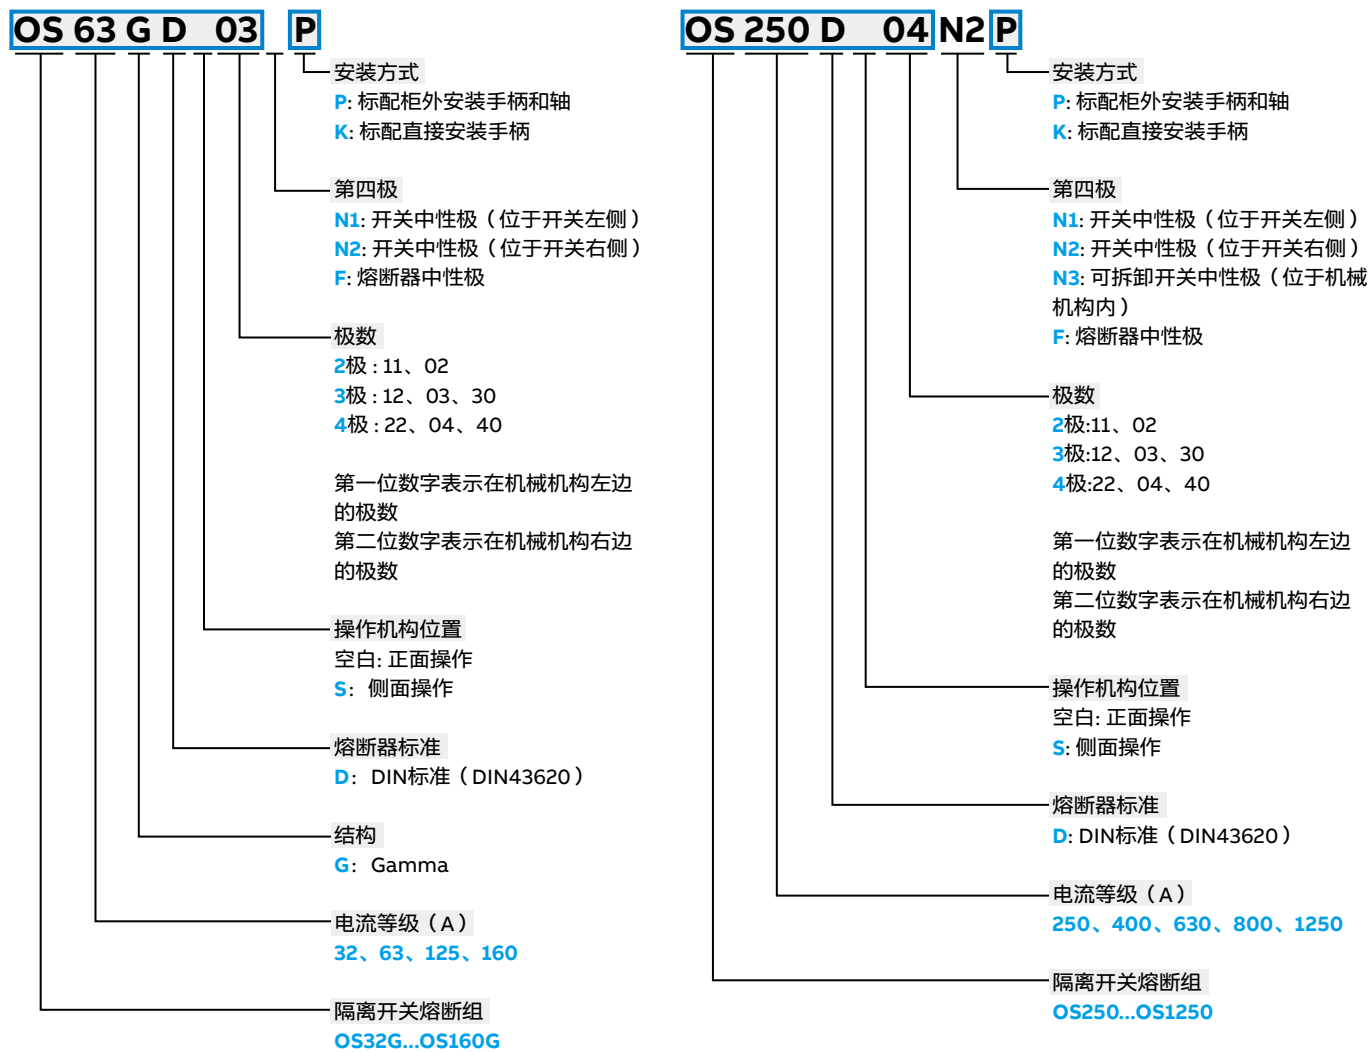 OS 63 G D 03 P
安装方式
P: 标配柜外安装手柄和轴
K: 标配直接安装手柄
第四极
N1: 开关中性极（位于开关左侧）
N2: 开关中性极（位于开关右侧）
F: 熔断器中性极
极数
2极 : 11、02
3极 : 12、03、30
4极 : 22、04、40
第一位数字表示在机械机构左边
的极数
第二位数字表示在机械机构右边
的极数
操作机构位置
空白: 正面操作
S： 侧面操作
熔断器标准
D： DIN标准（DIN43620）
结构
G： Gamma
电流等级（A）
32、63、125、160
隔离开关熔断组
OS32G...OS160G
OS 250 D 04 N2 P
安装方式
P: 标配柜外安装手柄和轴
K: 标配直接安装手柄
第四极
N1: 开关中性极（位于开关左侧）
N2: 开关中性极（位于开关右侧）
N3: 可拆卸开关中性极（位于机械
机构内）
F: 熔断器中性极
极数
2极:11、02
3极:12、03、30
4极:22、04、40
第一位数字表示在机械机构左边
的极数
第二位数字表示在机械机构右边
的极数
操作机构位置
空白: 正面操作
S: 侧面操作
熔断器标准
D: DIN标准（DIN43620）
电流等级（A）
250、400、630、800、1250
隔离开关熔断组
OS250...OS1250